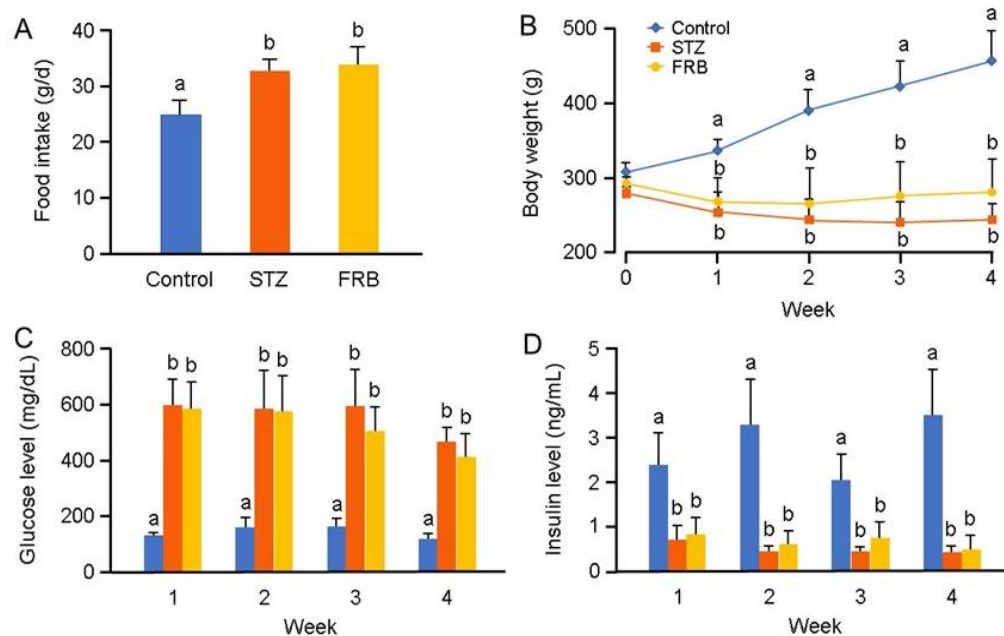 A
Food intake (g/d)
40
30
20
10
0
a
b
b
Control
STZ
FRB
B
Body weight (g)
Control
STZ
FRB
500
400
300
200
a
a
a
a
b
b
b
b
b
b
b
b
0
1
2
3
4
Week
C
Glucose level (mg/dL)
800
600
400
200
0
a
b
b
a
b
b
a
b
b
a
b
b
1
2
3
4
Week
D
Insulin level (ng/mL)
5
4
3
2
1
0
a
b
b
a
b
b
a
b
b
a
b
b
1
2
3
4
Week